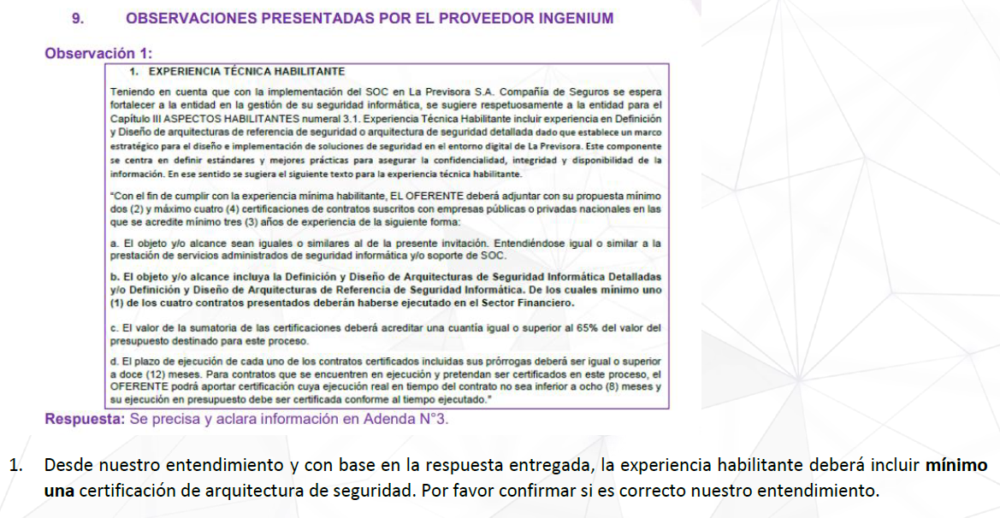 9. OBSERVACIONES PRESENTADAS POR EL PROVEEDOR INGENIUM
Observación 1:
1. EXPERIENCIA TÉCNICA HABILITANTE
Teniendo en cuenta que con la implementación del SOC en La Previsora S.A. Compañía de Seguros se espera
fortalecer a la entidad en la gestión de su seguridad informática, se sugiere respetuosamente a la entidad para el
Capítulo III ASPECTOS HABILITANTES numeral 3.1. Experiencia Técnica Habilitante incluir experiencia en Definición
y Diseño de arquitecturas de referencia de seguridad o arquitectura de seguridad detallada dado que establece un marco
estratégico para el diseño e implementación de soluciones de seguridad en el entorno digital de La Previsora. Este componente
se centra en definir estándares y mejores prácticas para asegurar la confidencialidad, integridad y disponibilidad de la
información. En ese sentido se sugiera el siguiente texto para la experiencia técnica habilitante.
"Con el fin de cumplir con la experiencia mínima habilitante, EL OFERENTE deberá adjuntar con su propuesta mínimo
dos (2) y máximo cuatro (4) certificaciones de contratos suscritos con empresas públicas o privadas nacionales en las
que se acredite mínimo tres (3) años de experiencia de la siguiente forma:
a. El objeto y/o alcance sean iguales o similares al de la presente invitación. Entendiéndose igual o similar a la
prestación de servicios administrados de seguridad informática y/o soporte de SOC.
b. El objeto y/o alcance incluya la Definición y Diseño de Arquitecturas de Seguridad Informática Detalladas
y/o Definición y Diseño de Arquitecturas de Referencia de Seguridad Informática. De los cuales mínimo uno
(1) de los cuatro contratos presentados deberán haberse ejecutado en el Sector Financiero.
c. El valor de la sumatoria de las certificaciones deberá acreditar una cuantía igual o superior al 65% del valor del
presupuesto destinado para este proceso.
d. El plazo de ejecución de cada uno de los contratos certificados incluidas sus prórrogas deberá ser igual o superior
a doce (12) meses. Para contratos que se encuentren en ejecución y pretendan ser certificados en este proceso, el
OFERENTE podrá aportar certificación cuya ejecución real en tiempo del contrato no sea inferior a ocho (8) meses y
su ejecución en presupuesto debe ser certificada conforme al tiempo ejecutado."
Respuesta: Se precisa y aclara información en Adenda N°3.
1. Desde nuestro entendimiento y con base en la respuesta entregada, la experiencia habilitante deberá incluir mínimo
una certificación de arquitectura de seguridad. Por favor confirmar si es correcto nuestro entendimiento.